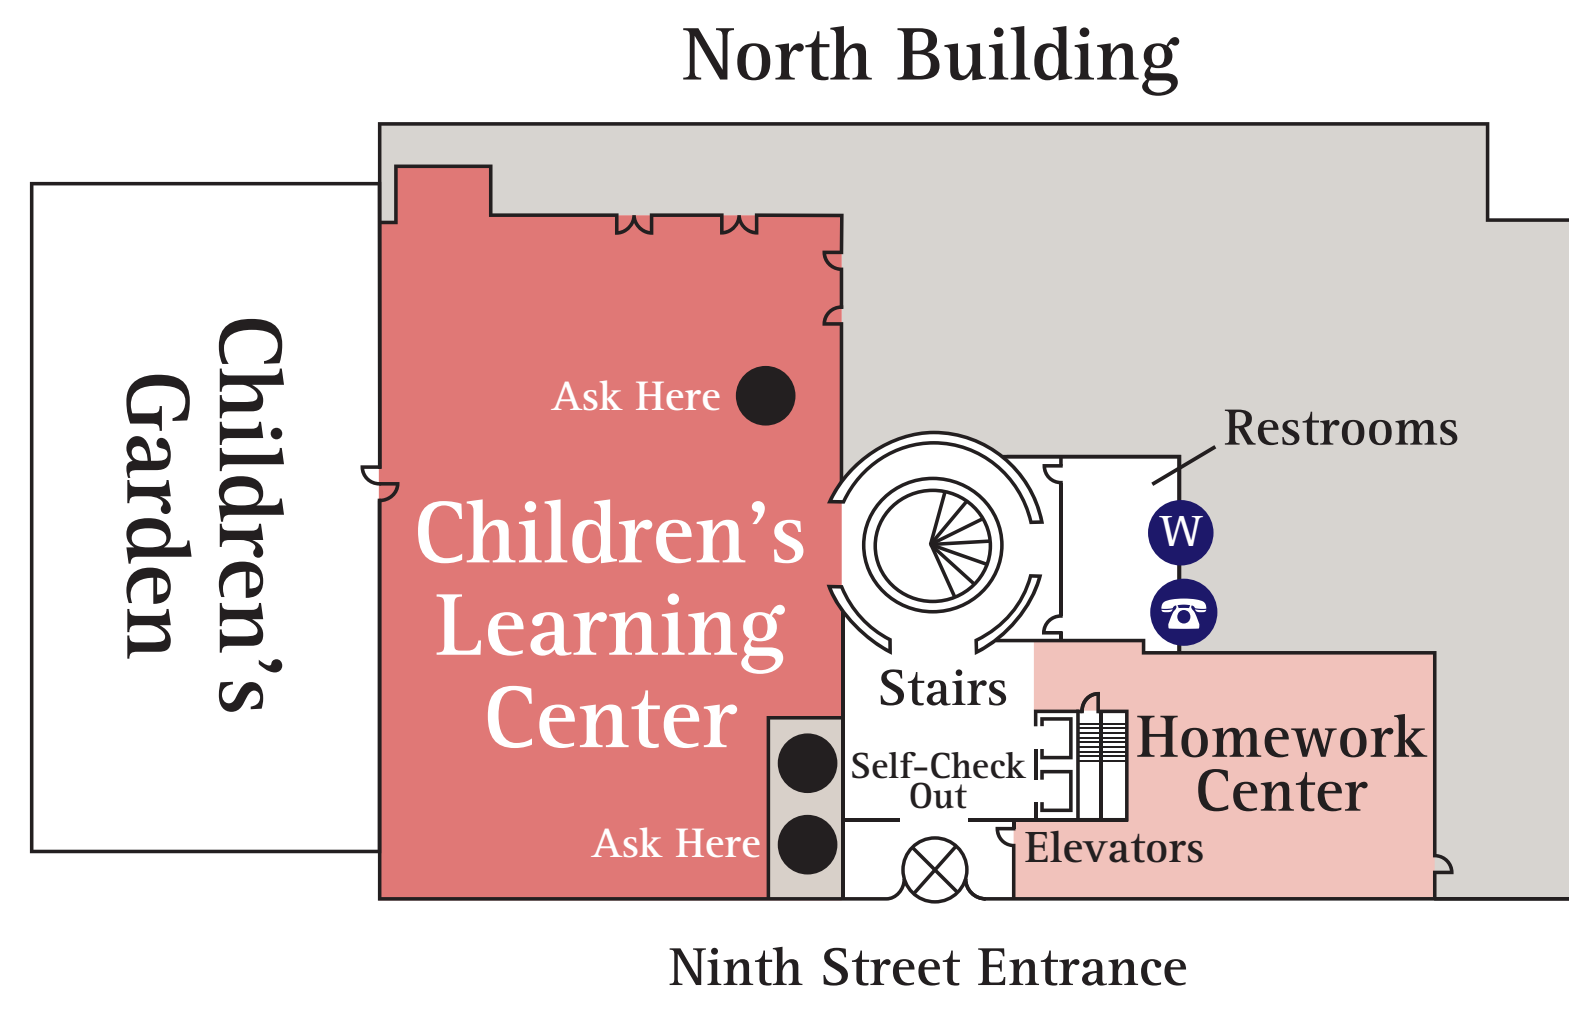 North Building
Children's
Garden
Ask Here
Restrooms
Children's
Learning
Center
W
Stairs
Homework
Center
Self-Check
Out
Ask Here
Elevators
Ninth Street Entrance